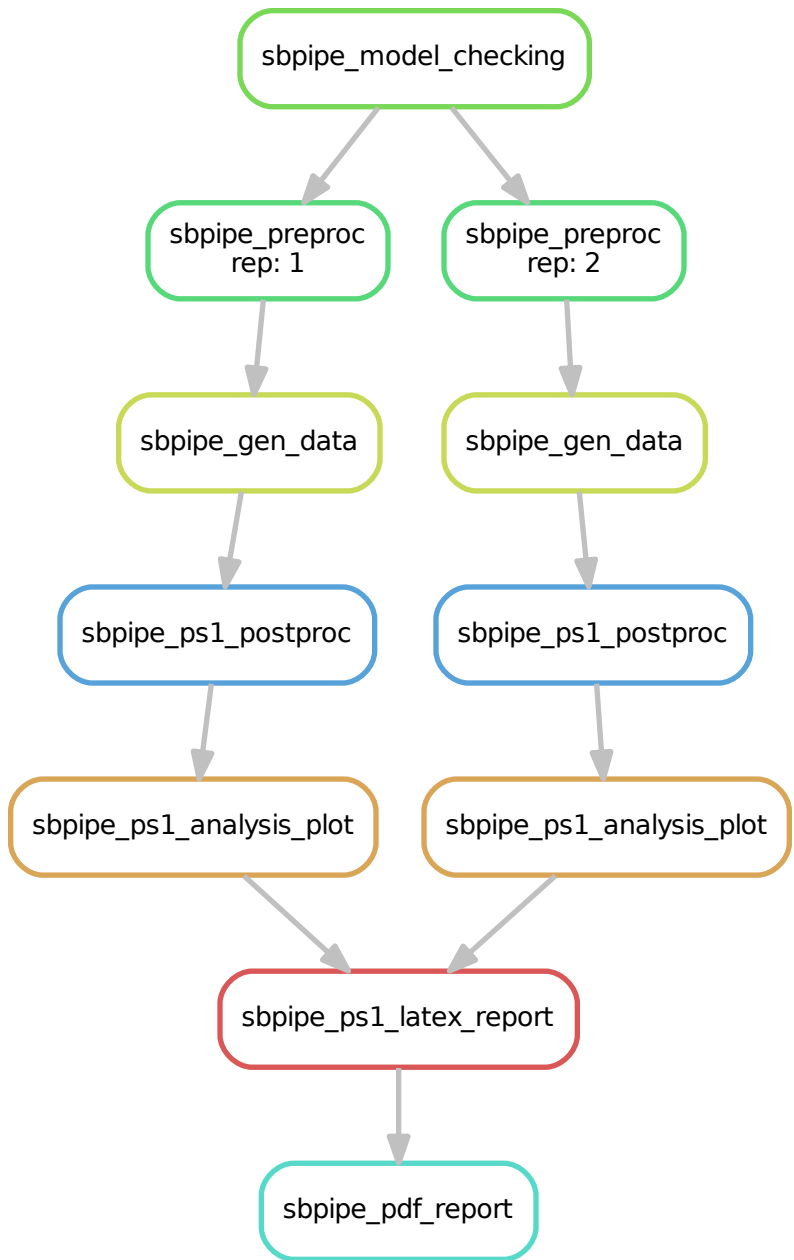 sbpipe_model_checking
sbpipe_preproc
rep: 1
sbpipe_preproc
rep: 2
sbpipe_gen_data
sbpipe_gen_data
sbpipe_ps1_postproc
sbpipe_ps1_postproc
sbpipe_ps1_analysis_plot
sbpipe_ps1_analysis_plot
sbpipe_ps1_latex_report
sbpipe_pdf_report